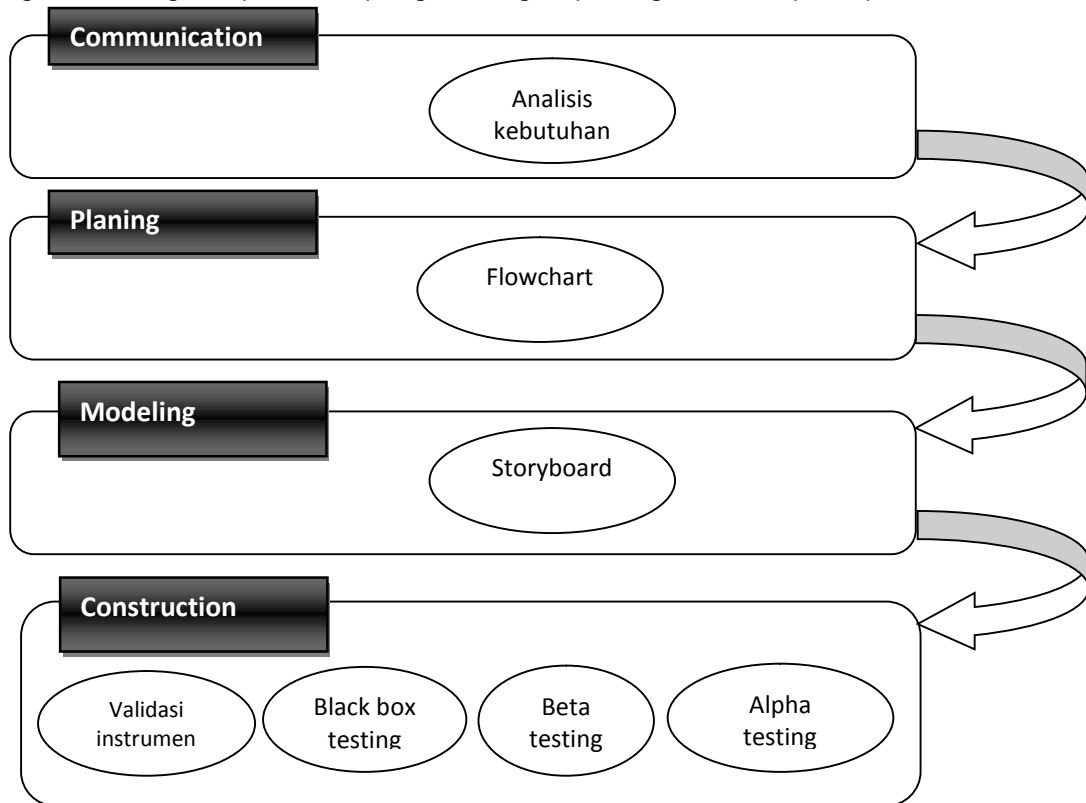 Communication
Analisis
kebutuhan
Planing
Flowchart
Modeling
Storyboard
Construction
Validasi
instrumen
Black box
testing
Beta
testing
Alpha
testing